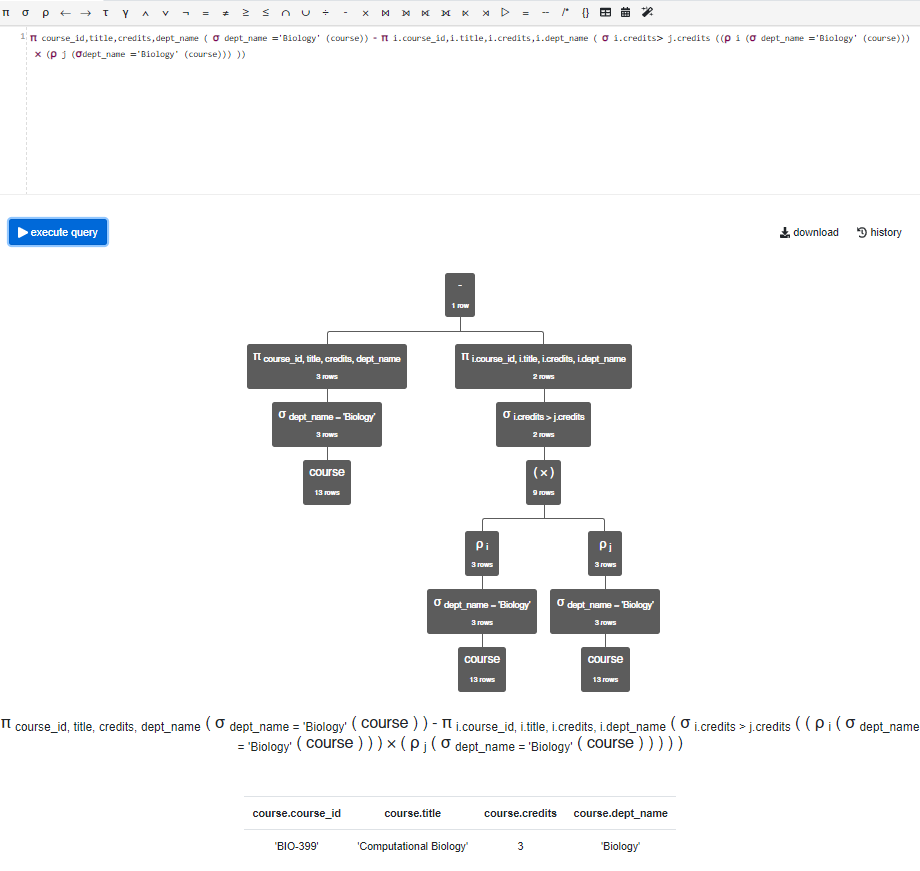 π σ ρ ← → τ γ ∧ ∨ ¬ = ≠ ≥ ≤ ∩ ∪ ÷ - × ⋈ ⟕ ⟖ ⟗ ⋉ ⋊ ▷ = -- /* {}
1 π course_id,title,credits,dept_name ( σ dept_name ='Biology' (course)) - π i.course_id,i.title,i.credits,i.dept_name ( σ i.credits> j.credits ((ρ i (σ dept_name ='Biology' (course)))
× (ρ j (σdept_name ='Biology' (course))) ))
execute query
download history
-
1 row
π course_id, title, credits, dept_name π i.course_id, i.title, i.credits, i.dept_name
3 rows 2 rows
σ dept_name = 'Biology' σ i.credits > j.credits
3 rows 2 rows
course ( × )
13 rows 9 rows
ρ i ρ j
3 rows 3 rows
σ dept_name = 'Biology' σ dept_name = 'Biology'
3 rows 3 rows
course course
13 rows 13 rows
π course_id, title, credits, dept_name ( σ dept_name = 'Biology' ( course ) ) - π i.course_id, i.title, i.credits, i.dept_name ( σ i.credits > j.credits ( ( ρ i ( σ dept_name
= 'Biology' ( course ) ) ) × ( ρ j ( σ dept_name = 'Biology' ( course ) ) ) ) )
course.course_id course.title course.credits course.dept_name
'BIO-399' 'Computational Biology' 3 'Biology'